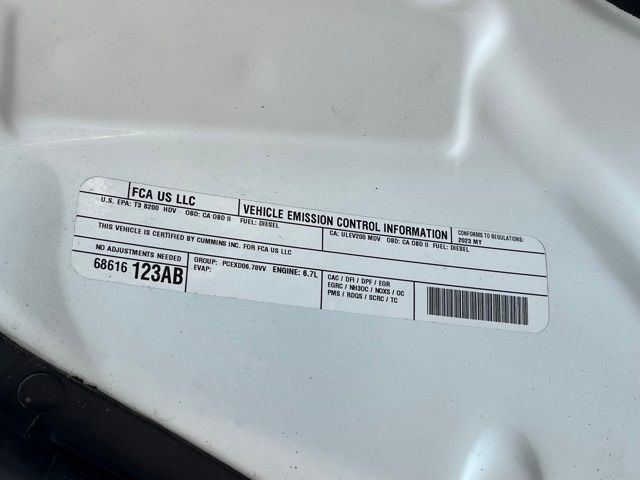 FCA US LLC
VEHICLE EMISSION CONTROL INFORMATION
CONFORMS TO REGULATIONS:
2023 MY
U.S. EPA: T3 B200 HDV OBD: CA OBD II FUEL: DIESEL
CA: ULEV200 MDV OBD: CA OBD II FUEL: DIESEL
THIS VEHICLE IS CERTIFIED BY CUMMINS INC. FOR FCA US LLC
NO ADJUSTMENTS NEEDED
68616 123AB
GROUP: PCEXD06.78VV ENGINE: 6.7L
EVAP:
CAC / DFI / DPF / EGR
EGRC / NH3OC / NOXS / OC
PMS / RDQS / SCRC / TC